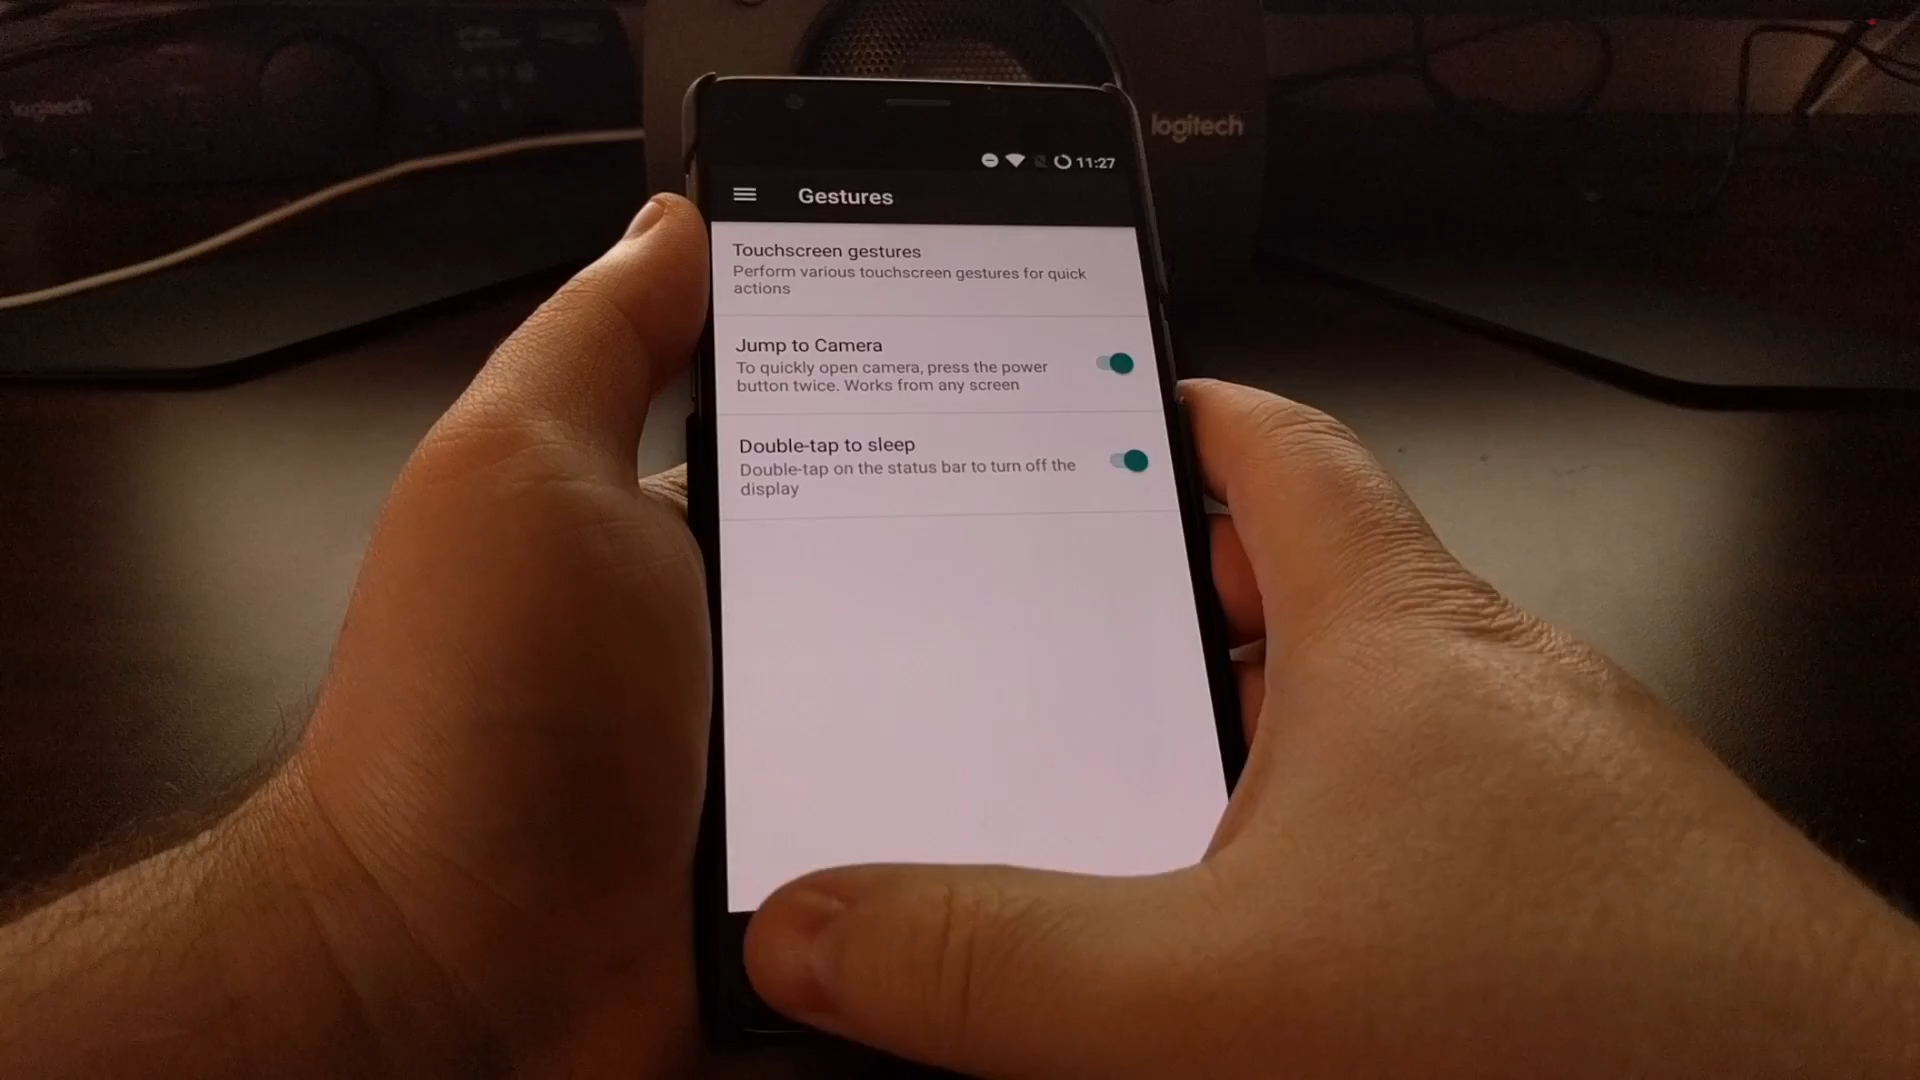 logitech
logitech
11:27
Gestures
Touchscreen gestures
Perform various touchscreen gestures for quick
actions
Jump to Camera
To quickly open camera, press the power
button twice. Works from any screen
Double-tap to sleep
Double-tap on the status bar to turn off the
display